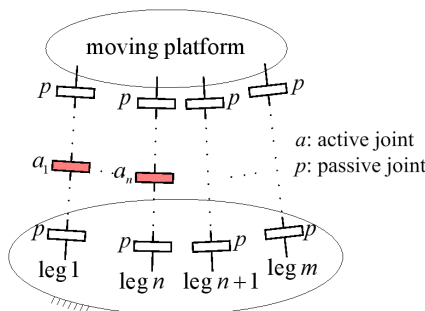 moving platform
p p p p
a₁ aₙ
a: active joint
p: passive joint
p p p p
leg 1 leg n leg n+1 leg m